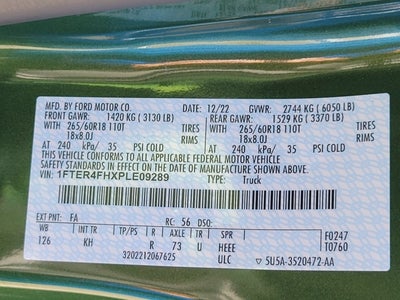 MFD. BY FORD MOTOR CO. DATE: 12/22 GVWR: 2744 KG ( 6050 LB)
FRONT GAWR: 1420 KG ( 3130 LB) REAR GAWR: 1529 KG ( 3370 LB)
WITH 265/60R18 110T TIRES WITH 265/60R18 110T TIRES
18x8.0J RIMS 18x8.0J RIMS
AT 240 kPa/ 35 PSI COLD AT 240 kPa/ 35 PSI COLD
THIS VEHICLE CONFORMS TO ALL APPLICABLE FEDERAL MOTOR VEHICLE
SAFETY STANDARDS IN EFFECT ON THE DATE OF MANUFACTURE SHOWN ABOVE.
VIN: 1FTER4FHXPLE09289 TYPE: Truck
EXT PNT: FA RC: 56 DSO: F0247
WB INT TR TP/PS R AXLE TR SPR T0760
126 KH R 73 U HEEE
3202212067625 ULC 5U5A-3520472-AA